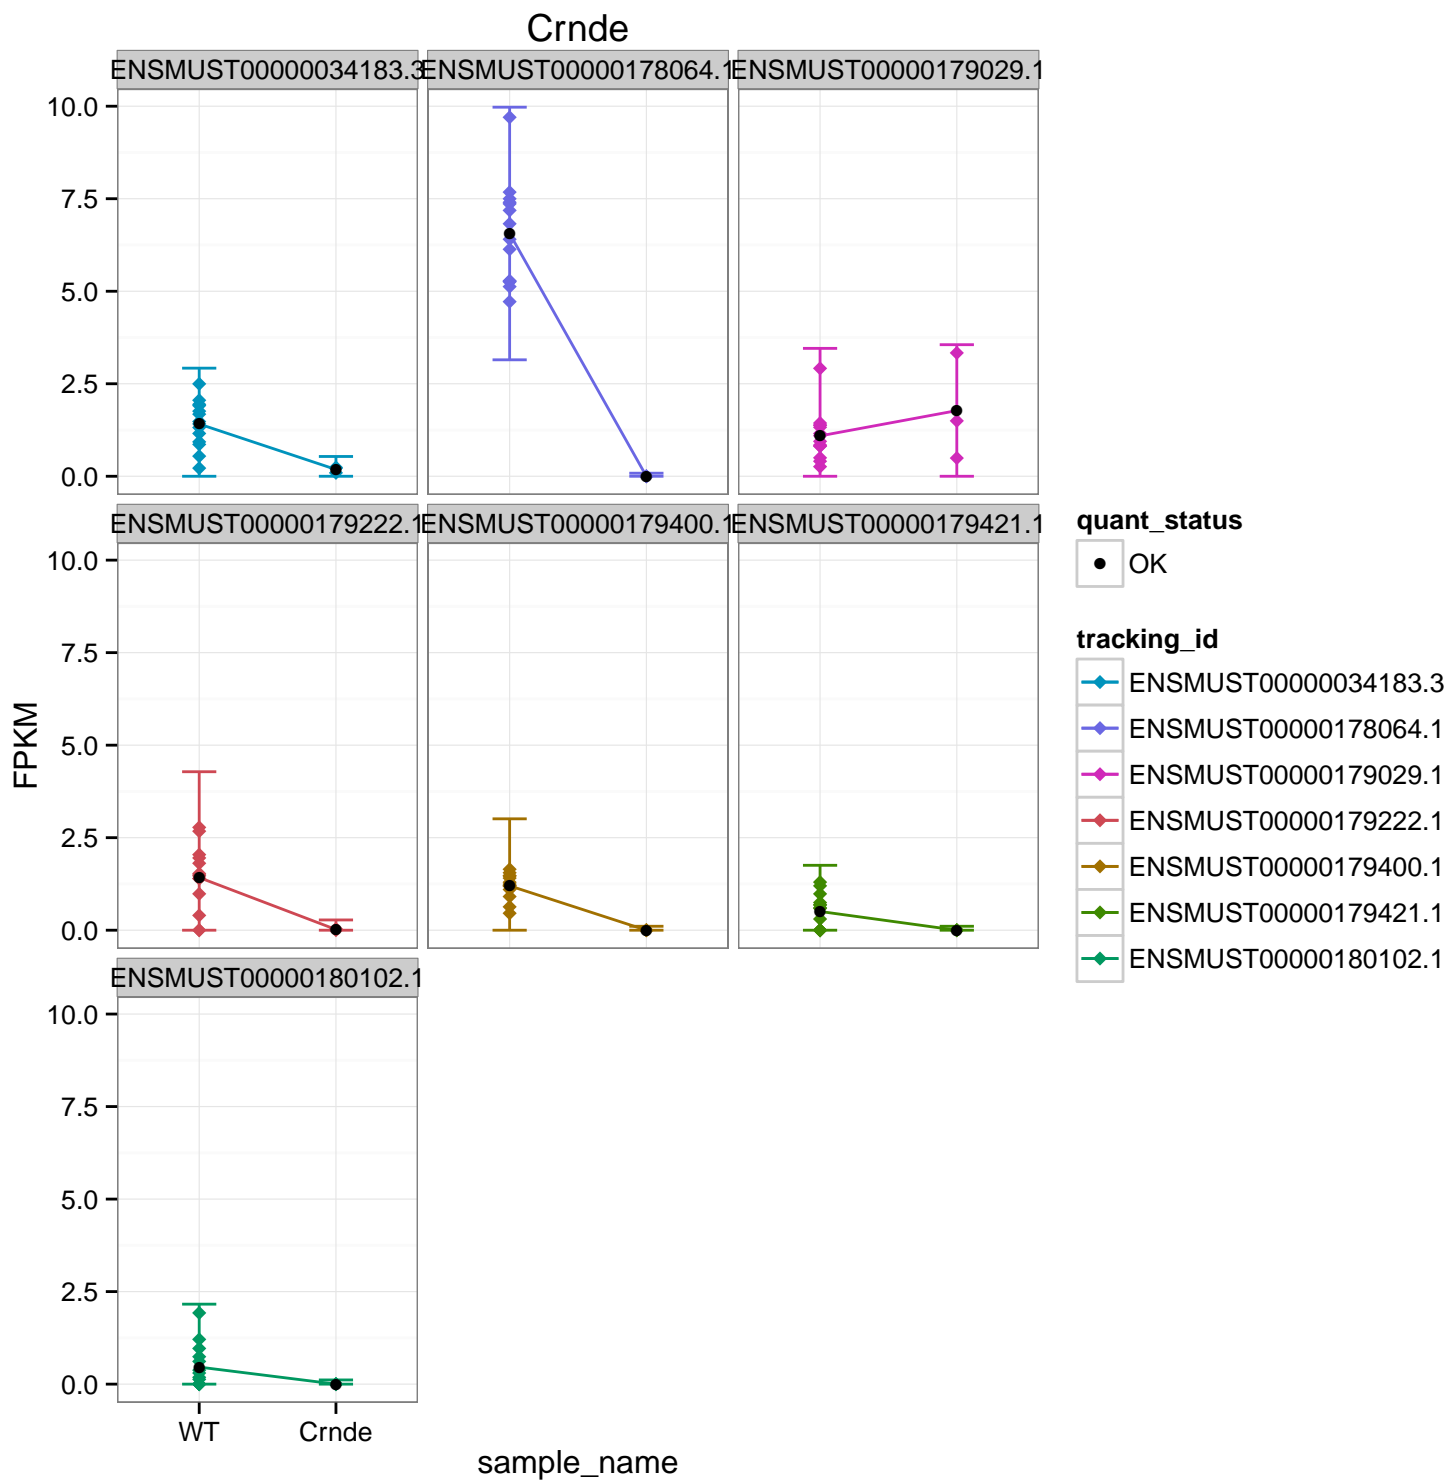 Crnde
ENSMUST00000034183.3 ENSMUST00000178064.1 ENSMUST00000179029.1
10.0
7.5
5.0
2.5
0.0
ENSMUST00000179222.1 ENSMUST00000179400.1 ENSMUST00000179421.1
10.0
7.5
5.0
2.5
0.0
ENSMUST00000180102.1
10.0
7.5
5.0
2.5
0.0
WT Crnde
sample_name
FPKM
quant_status
OK
tracking_id
ENSMUST00000034183.3
ENSMUST00000178064.1
ENSMUST00000179029.1
ENSMUST00000179222.1
ENSMUST00000179400.1
ENSMUST00000179421.1
ENSMUST00000180102.1